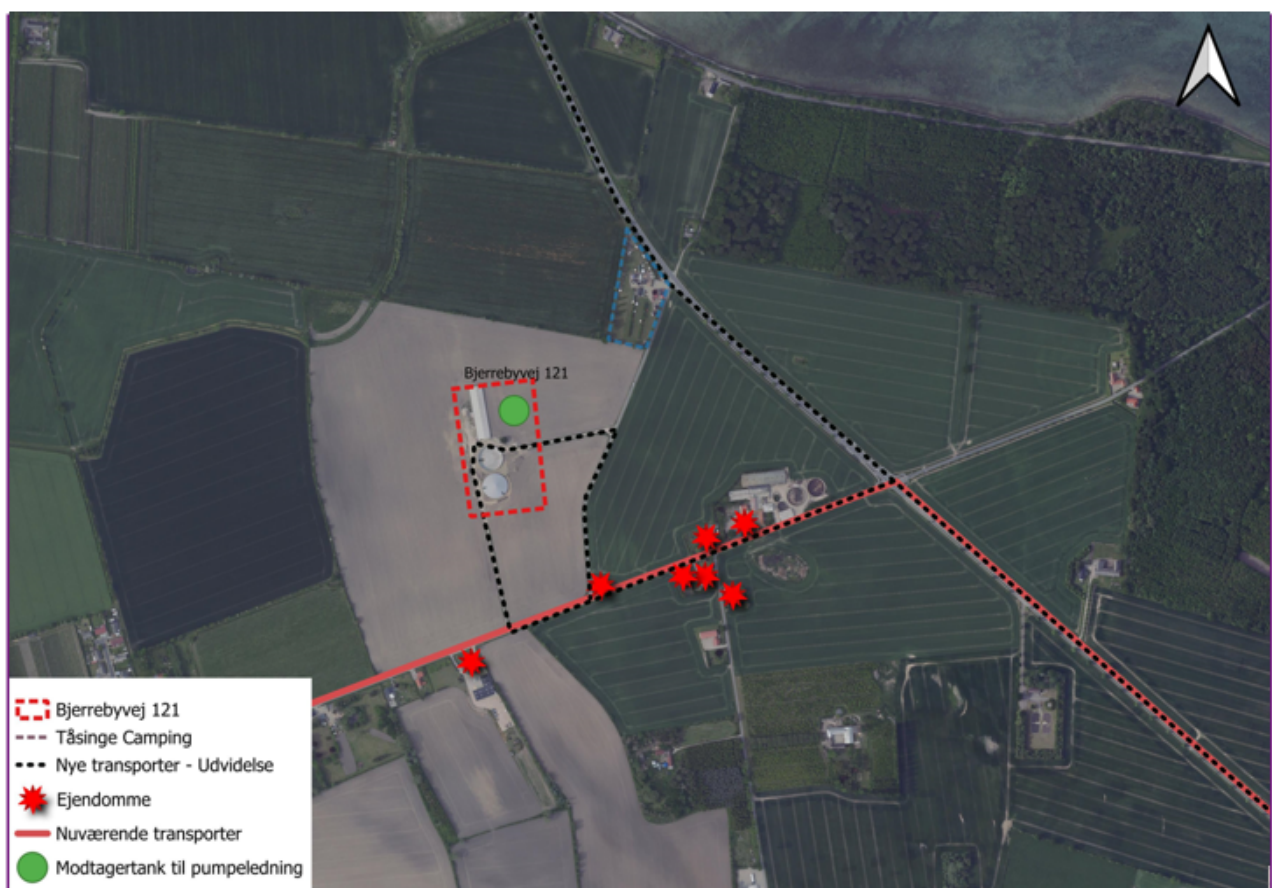 Bjerrebyvej 121
Bjerrebyvej 121
Tåsinge Camping
Nye transporter - Udvidelse
Ejendomme
Nuværende transporter
Modtagertank til pumpeledning